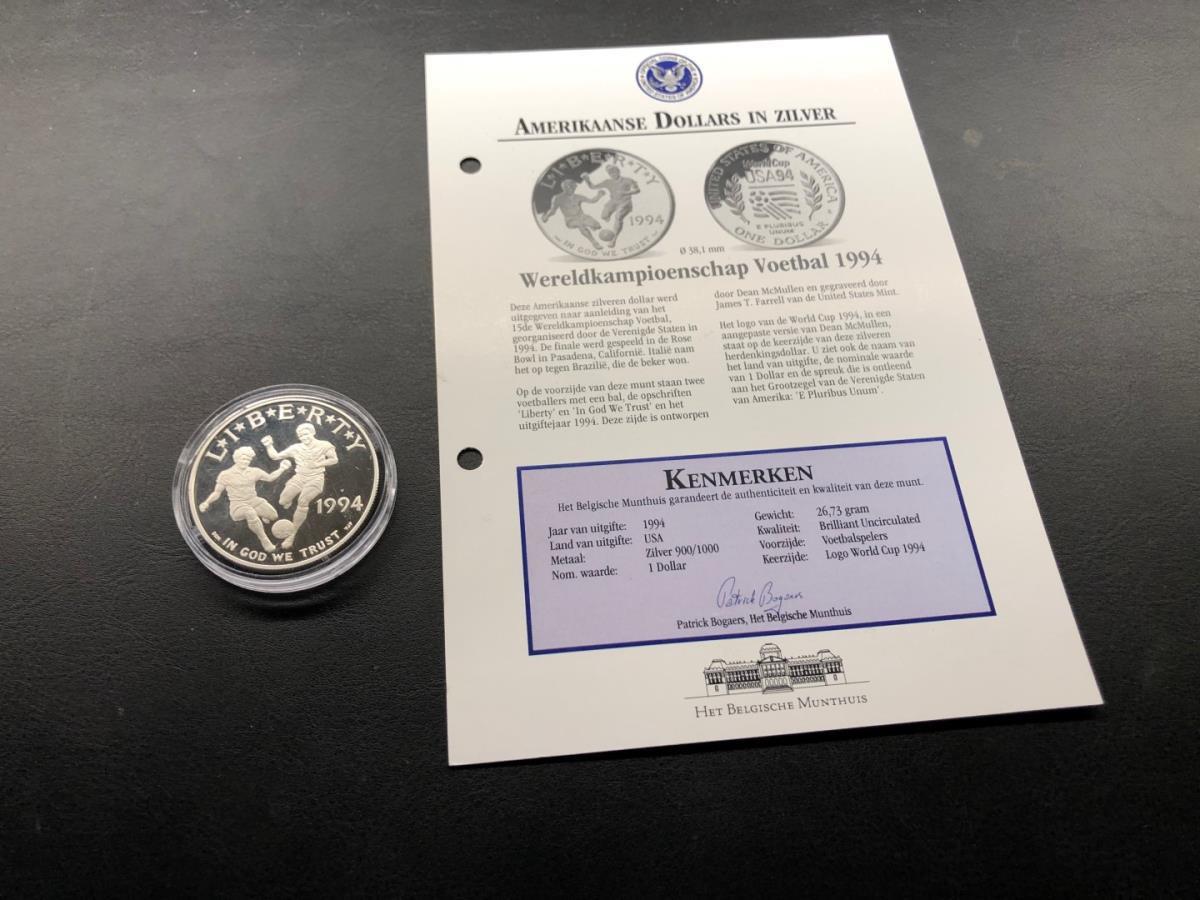 L★I★B★E★R★T★Y
1994
IN GOD WE TRUST
UNITED STATES OF AMERICA
AMERIKAANSE DOLLARS IN ZILVER
L★I★B★E★R★T★Y
1994
IN GOD WE TRUST
UNITED STATES OF AMERICA
WorldCup
USA94
E PLURIBUS
UNUM
ONE DOLLAR
Ø 38,1 mm
Wereldkampioenschap Voetbal 1994
Deze Amerikaanse zilveren dollar werd
uitgegeven naar aanleiding van het
15de Wereldkampioenschap Voetbal,
georganiseerd door de Verenigde Staten in
1994. De finale werd gespeeld in de Rose
Bowl in Pasadena, Californië. Italië nam
het op tegen Brazilië, die de beker won.
Op de voorzijde van deze munt staan twee
voetballers met een bal, de opschriften
'Liberty' en 'In God We Trust' en het
uitgiftejaar 1994. Deze zijde is ontworpen
door Dean McMullen en gegraveerd door
James T. Farrell van de United States Mint.
Het logo van de World Cup 1994, in een
aangepaste versie van Dean McMullen,
staat op de keerzijde van deze zilveren
herdenkingsdollar. U ziet ook de naam van
het land van uitgifte, de nominale waarde
van 1 Dollar en de spreuk die is ontleend
aan het Grootzegel van de Verenigde Staten
van Amerika: 'E Pluribus Unum'.
KENMERKEN
Het Belgische Munthuis garandeert de authenticiteit en kwaliteit van deze munt.
Jaar van uitgifte: 1994
Land van uitgifte: USA
Metaal: Zilver 900/1000
Nom. waarde: 1 Dollar
Gewicht: 26,73 gram
Kwaliteit: Brilliant Uncirculated
Voorzijde: Voetbalspelers
Keerzijde: Logo World Cup 1994
Patrick Bogaers
Patrick Bogaers, Het Belgische Munthuis
HET BELGISCHE MUNTHUIS